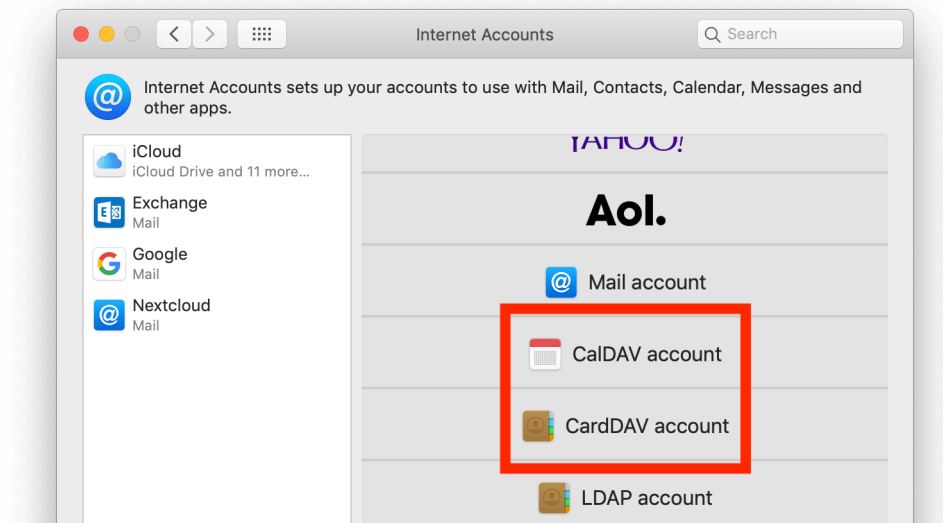 Internet Accounts
Search
Internet Accounts sets up your accounts to use with Mail, Contacts, Calendar, Messages and
other apps.
iCloud
iCloud Drive and 11 more...
Exchange
Mail
Google
Mail
Nextcloud
Mail
YAHOO!
Aol.
Mail account
CalDAV account
CardDAV account
LDAP account